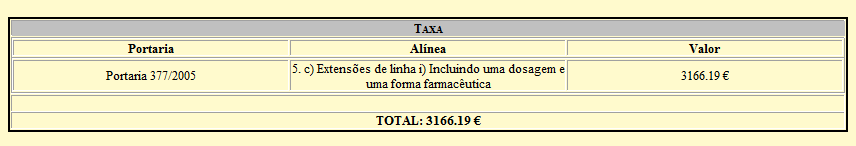 TAXA
Portaria Alínea Valor
Portaria 377/2005 5. c) Extensões de linha i) Incluindo uma dosagem e 3166.19 €
uma forma farmacêutica
TOTAL: 3166.19 €